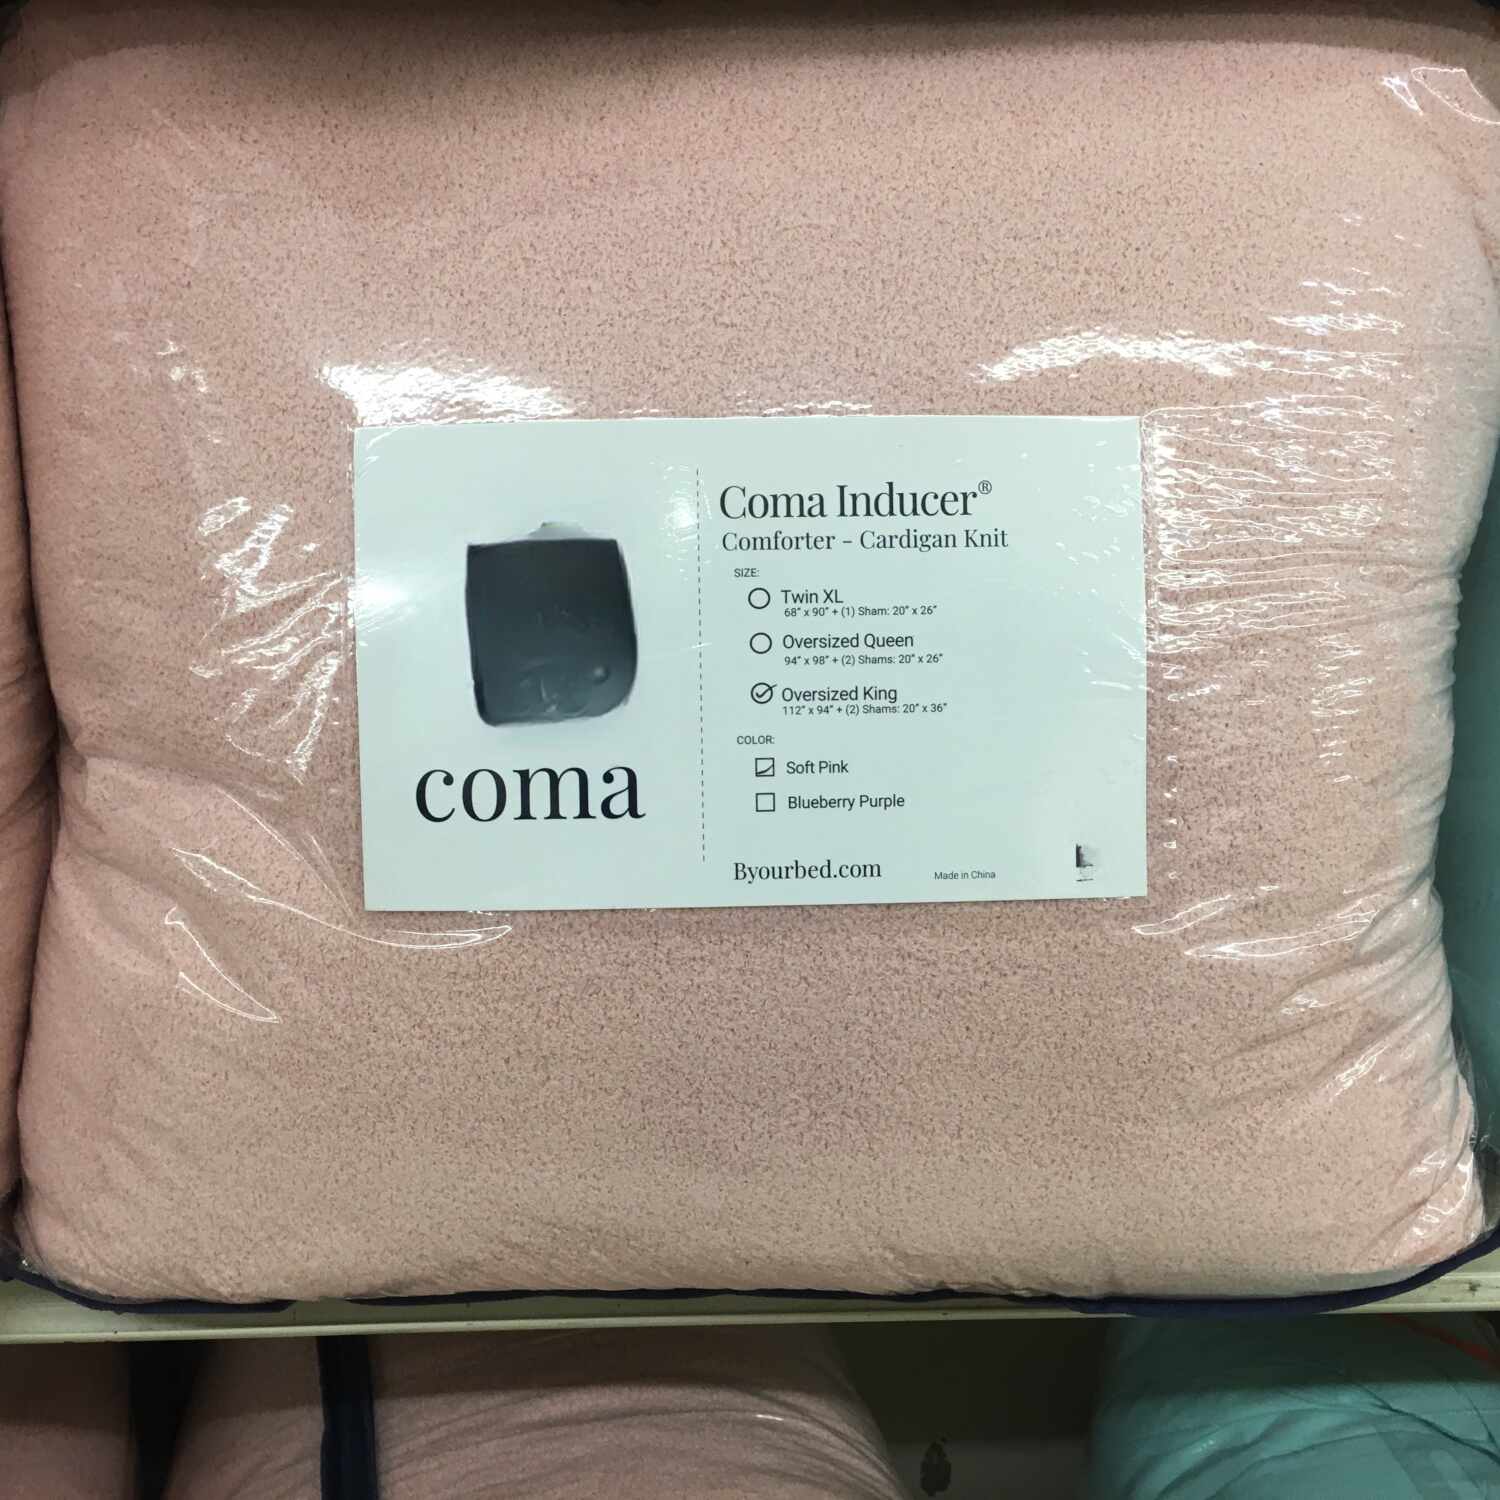 coma
Coma Inducer®
Comforter - Cardigan Knit
SIZE:
Twin XL
68" x 90" + (1) Sham: 20" x 26"
Oversized Queen
94" x 98" + (2) Shams: 20" x 26"
Oversized King
112" x 94" + (2) Shams: 20" x 36"
COLOR:
Soft Pink
Blueberry Purple
Byourbed.com
Made in China